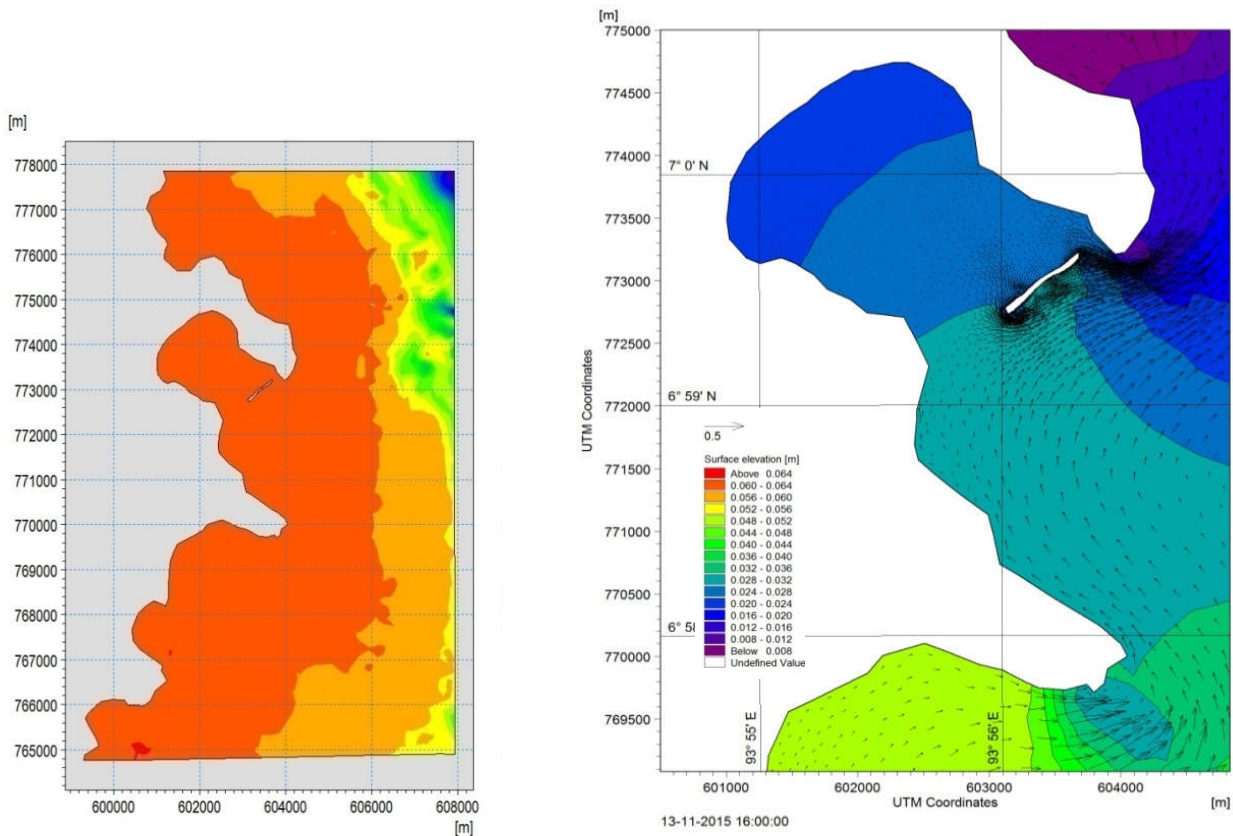 [m]
778000
777000
776000
775000
774000
773000
772000
771000
770000
769000
768000
767000
766000
765000
600000 602000 604000 606000 608000
[m]
[m]
775000
774500
7° 0' N
774000
773500
773000
772500
UTM Coordinates
6° 59' N
772000
0.5
771500
Surface elevation [m]
Above 0.064
0.060 - 0.064
0.056 - 0.060
0.052 - 0.056
0.048 - 0.052
0.044 - 0.048
0.040 - 0.044
0.036 - 0.040
0.032 - 0.036
0.028 - 0.032
0.024 - 0.028
0.020 - 0.024
0.016 - 0.020
0.012 - 0.016
0.008 - 0.012
Below 0.008
Undefined Value
771000
770500
6° 58'
770000
769500
93° 55' E
93° 56' E
601000 602000 603000 604000
UTM Coordinates
[m]
13-11-2015 16:00:00